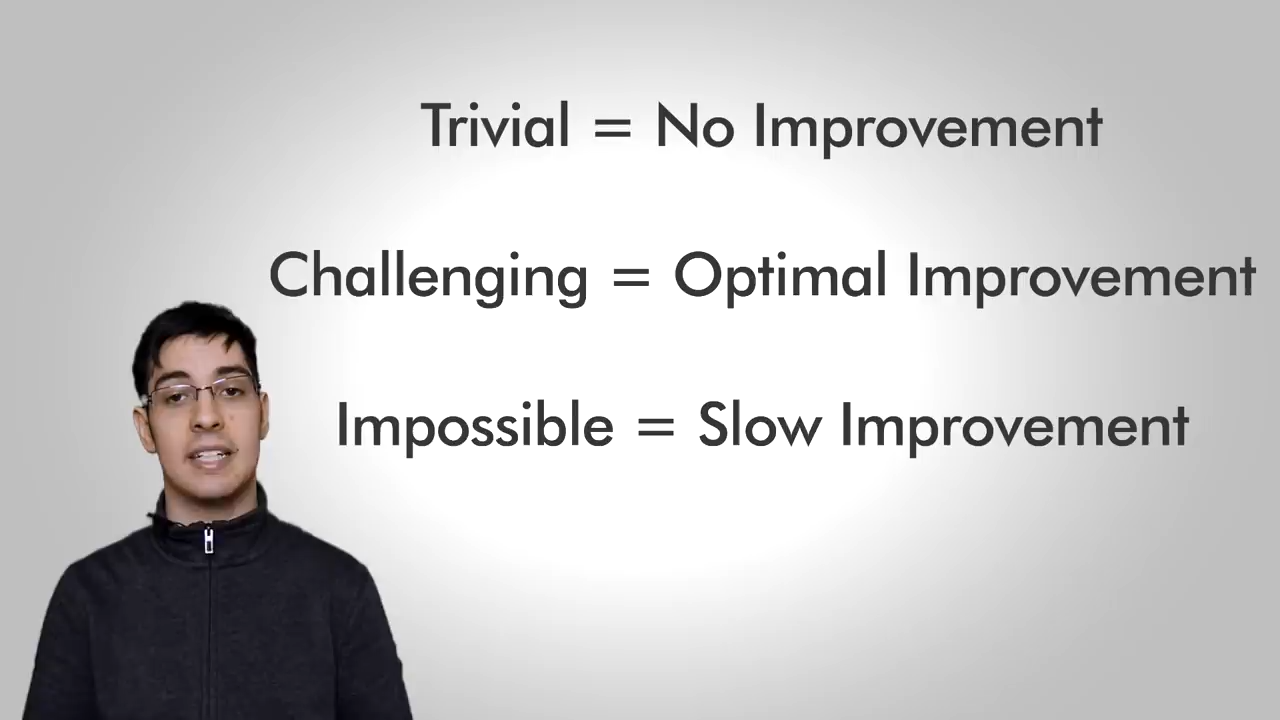 Trivial = No Improvement
Challenging = Optimal Improvement
Impossible = Slow Improvement